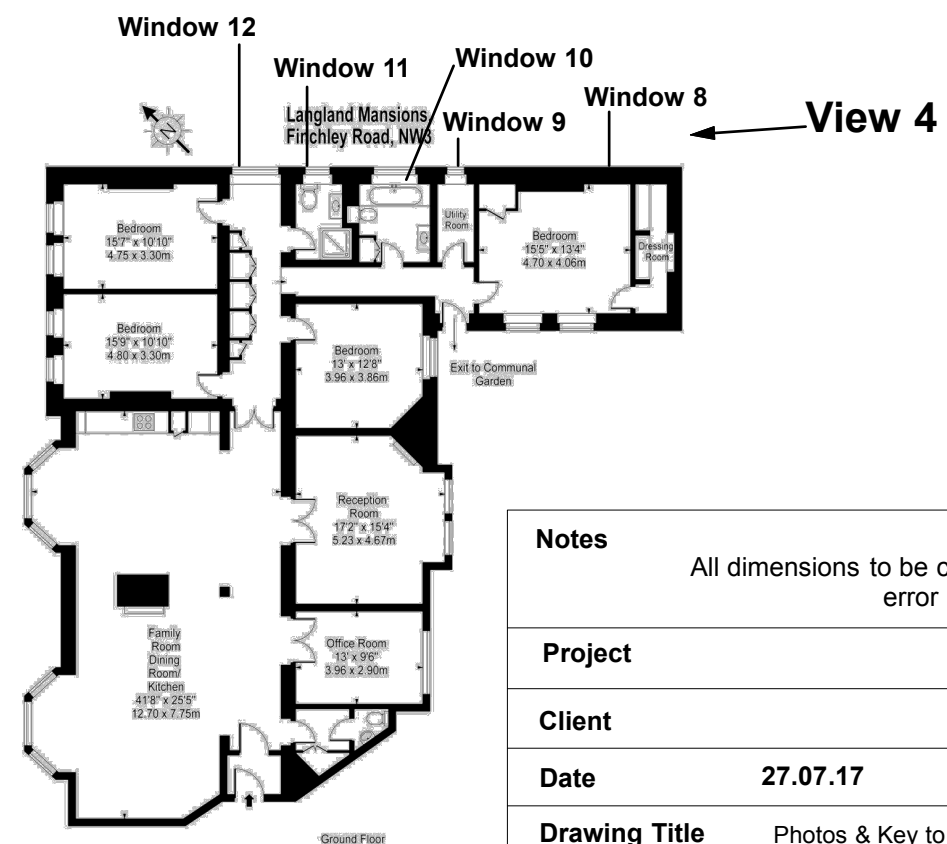 Window 12
Window 11
Window 10
Window 9
Window 8
View 4
N
Langland Mansions,
Finchley Road, NW3
Bedroom
15'7" x 10'10"
4.75 x 3.30m
Utility
Room
Bedroom
15'5" x 13'4"
4.70 x 4.06m
Dressing
Room
Bedroom
15'9" x 10'10"
4.80 x 3.30m
Bedroom
13' x 12'8"
3.96 x 3.86m
Exit to Communal
Garden
Reception
Room
17'2" x 15'4"
5.23 x 4.67m
Family
Room
Dining
Room/
Kitchen
41'8" x 25'5"
12.70 x 7.75m
Office Room
13' x 9'6"
3.96 x 2.90m
Ground Floor
Notes
All dimensions to be
error
Project
Client
Date 27.07.17
Drawing Title Photos & Key to